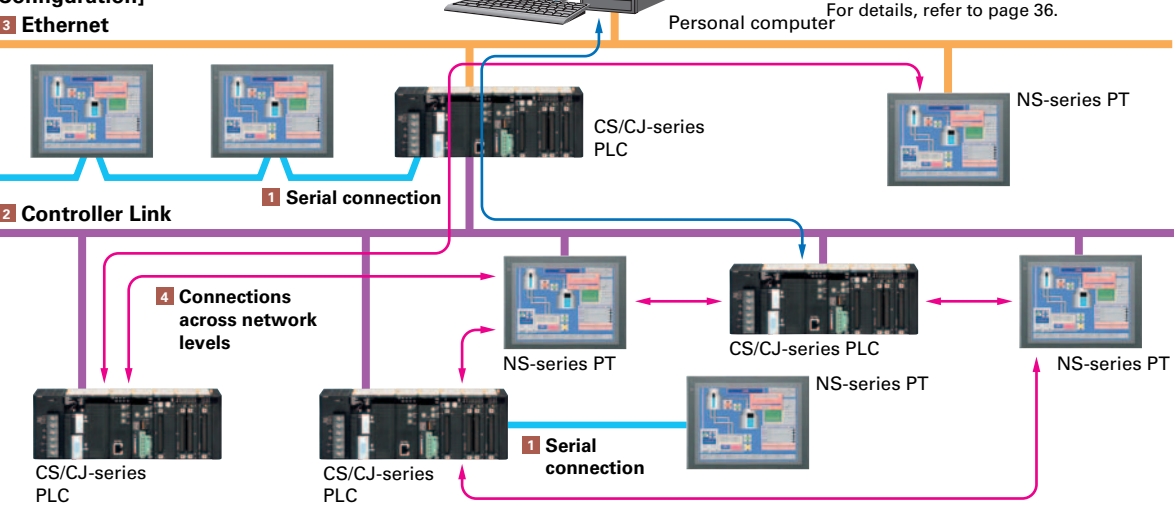 Configuration]
For details, refer to page 36.
Personal computer
3 Ethernet
NS-series PT
CS/CJ-series
PLC
1 Serial connection
2 Controller Link
4 Connections
across network
levels
NS-series PT
CS/CJ-series PLC
NS-series PT
NS-series PT
1 Serial
connection
CS/CJ-series
PLC
CS/CJ-series
PLC